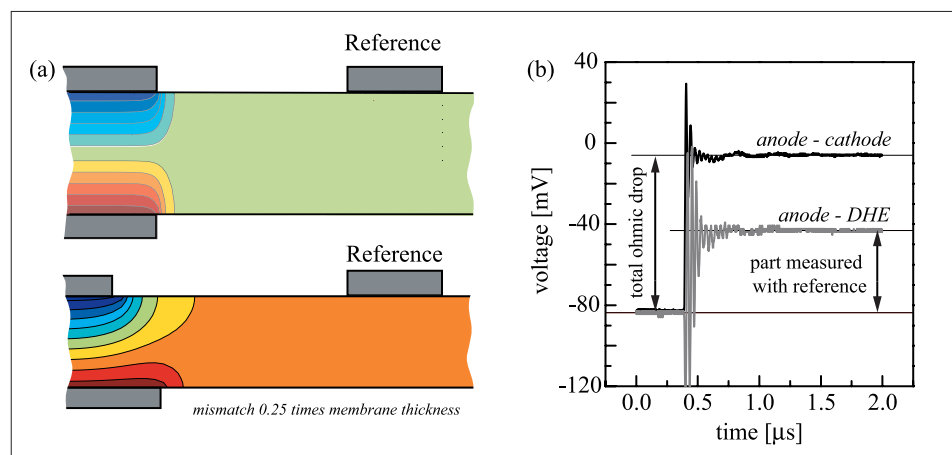 (a)
Reference
Reference
mismatch 0.25 times membrane thickness
(b)
voltage [mV]
40
0
-40
-80
-120
anode - cathode
anode - DHE
total ohmic drop
part measured
with reference
0.0
0.5
1.0
1.5
2.0
time [μs]